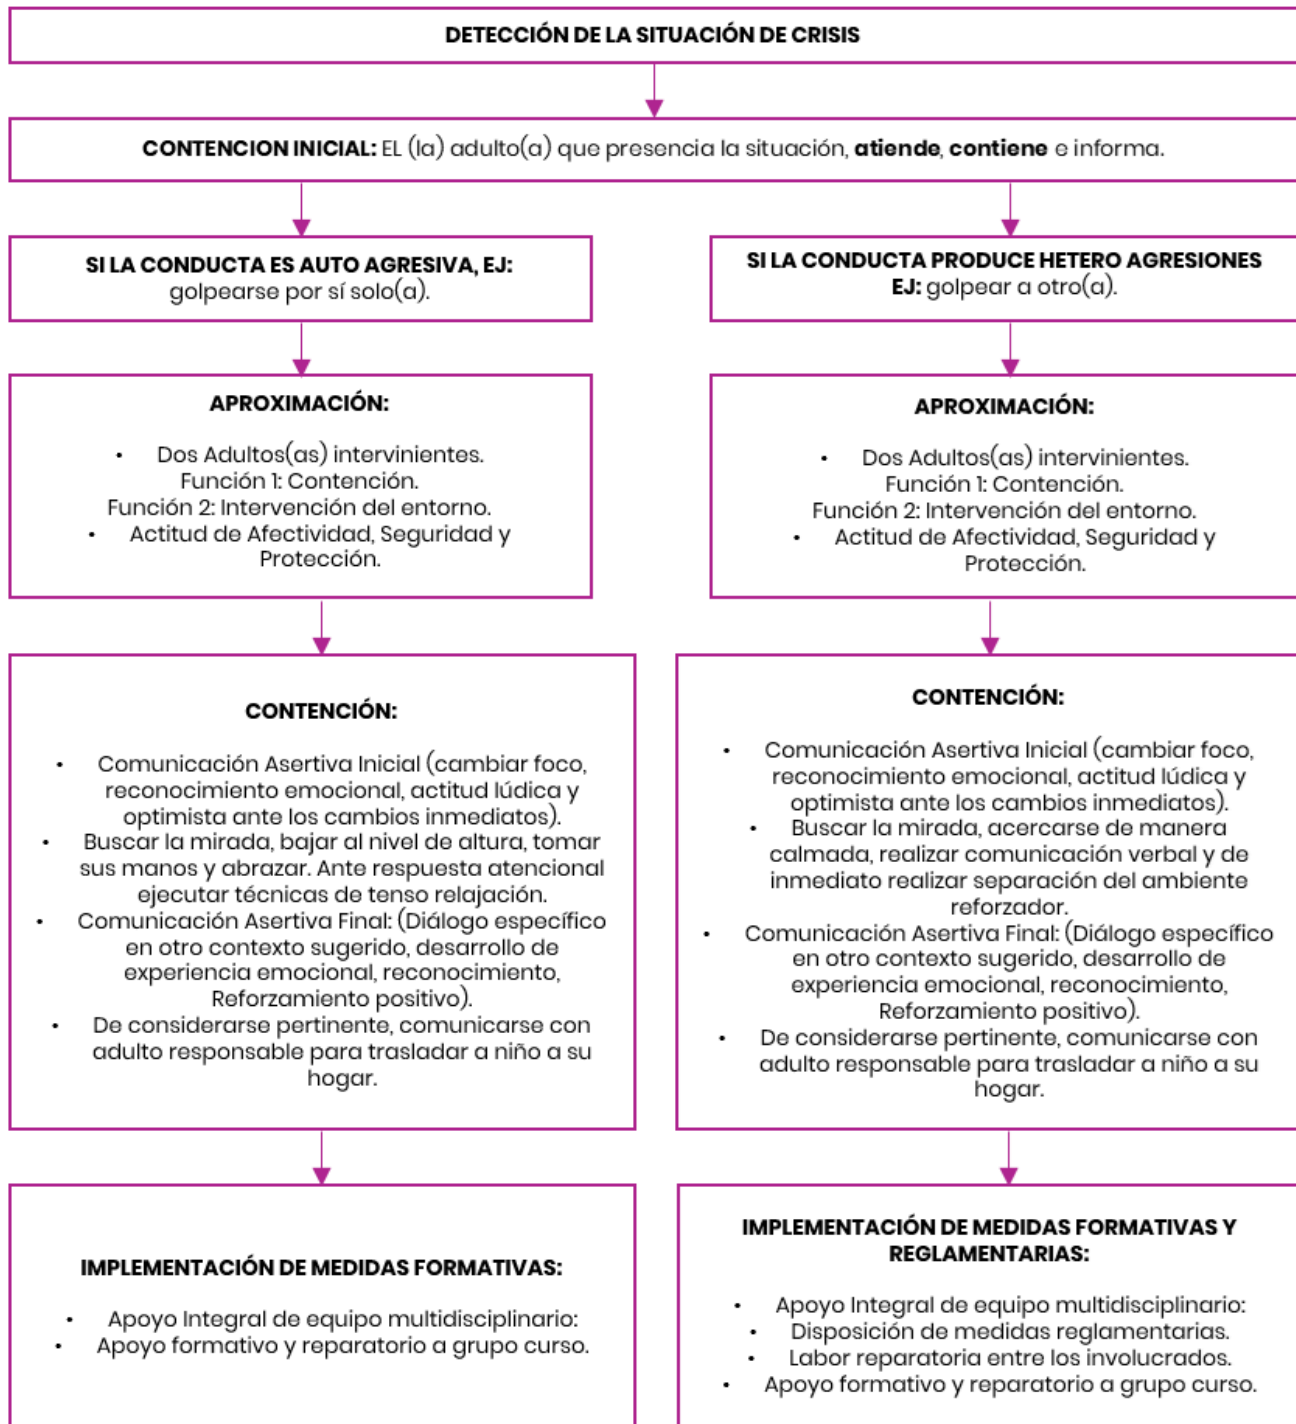 DETECCIÓN DE LA SITUACIÓN DE CRISIS
CONTENCION INICIAL: EL (la) adulto(a) que presencia la situación, atiende, contiene e informa.
SI LA CONDUCTA ES AUTO AGRESIVA, EJ:
golpearse por sí solo(a).
APROXIMACIÓN:
• Dos Adultos(as) intervinientes.
Función 1: Contención.
Función 2: Intervención del entorno.
• Actitud de Afectividad, Seguridad y
Protección.
CONTENCIÓN:
• Comunicación Asertiva Inicial (cambiar foco,
reconocimiento emocional, actitud lúdica y
optimista ante los cambios inmediatos).
• Buscar la mirada, bajar al nivel de altura, tomar
sus manos y abrazar. Ante respuesta atencional
ejecutar técnicas de tenso relajación.
• Comunicación Asertiva Final: (Diálogo específico
en otro contexto sugerido, desarrollo de
experiencia emocional, reconocimiento,
Reforzamiento positivo).
• De considerarse pertinente, comunicarse con
adulto responsable para trasladar a niño a su
hogar.
IMPLEMENTACIÓN DE MEDIDAS FORMATIVAS:
• Apoyo Integral de equipo multidisciplinario:
• Apoyo formativo y reparatorio a grupo curso.
SI LA CONDUCTA PRODUCE HETERO AGRESIONES
EJ: golpear a otro(a).
APROXIMACIÓN:
• Dos Adultos(as) intervinientes.
Función 1: Contención.
Función 2: Intervención del entorno.
• Actitud de Afectividad, Seguridad y
Protección.
CONTENCIÓN:
• Comunicación Asertiva Inicial (cambiar foco,
reconocimiento emocional, actitud lúdica y
optimista ante los cambios inmediatos).
• Buscar la mirada, acercarse de manera
calmada, realizar comunicación verbal y de
inmediato realizar separación del ambiente
reforzador.
• Comunicación Asertiva Final: (Diálogo específico
en otro contexto sugerido, desarrollo de
experiencia emocional, reconocimiento,
Reforzamiento positivo).
• De considerarse pertinente, comunicarse con
adulto responsable para trasladar a niño a su
hogar.
IMPLEMENTACIÓN DE MEDIDAS FORMATIVAS Y
REGLAMENTARIAS:
• Apoyo Integral de equipo multidisciplinario:
• Disposición de medidas reglamentarias.
• Labor reparatoria entre los involucrados.
• Apoyo formativo y reparatorio a grupo curso.